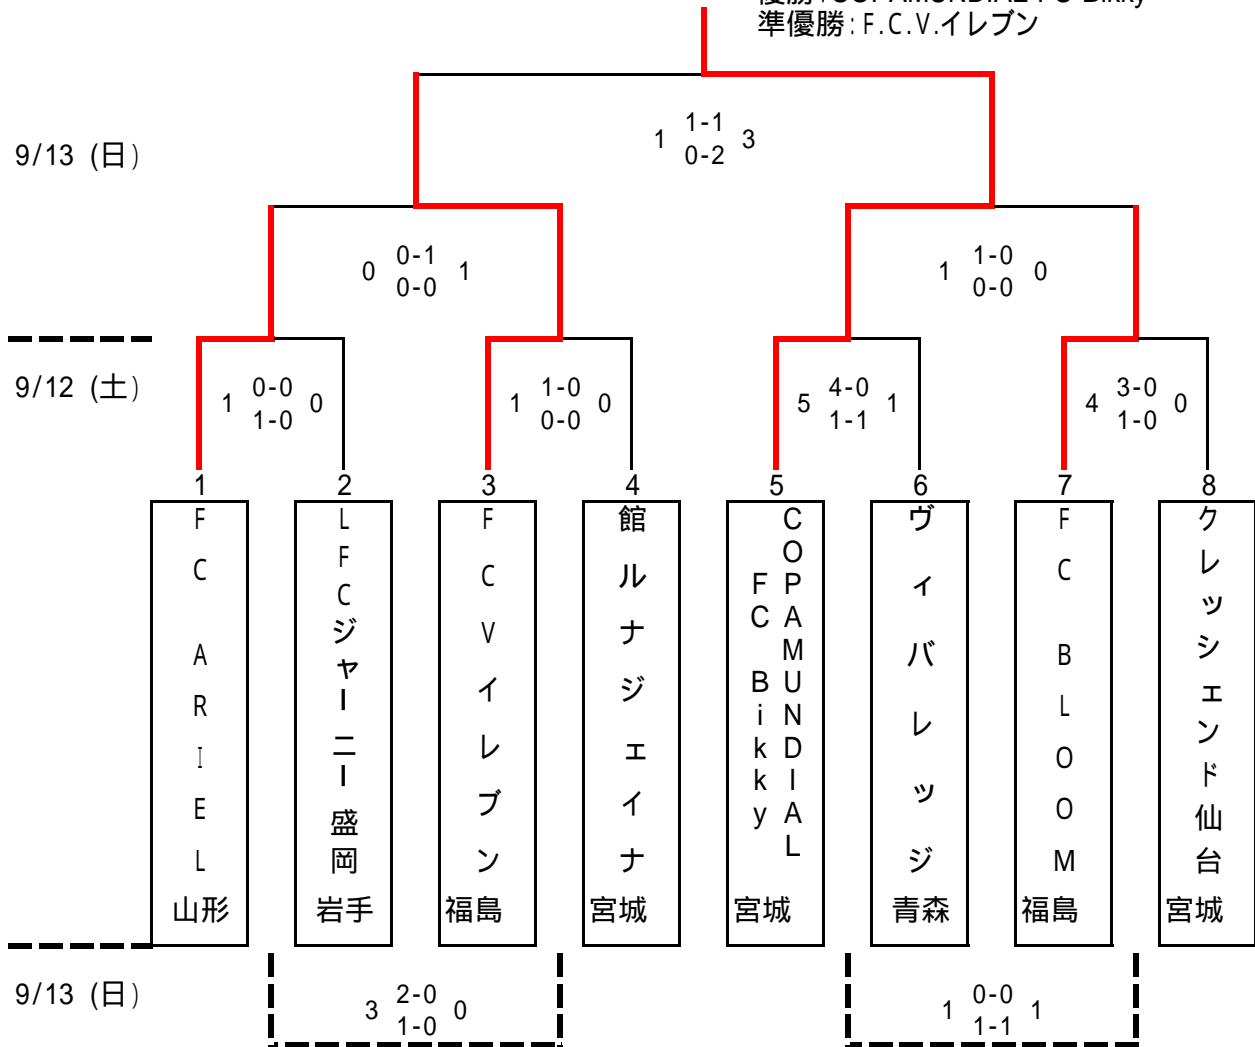 準優勝:F.C.V.イレブン
9/13 (日)
1 1-1 3
0-2
0 0-1 1
0-0
1 1-0 0
0-0
9/12 (土)
1 0-0 0
1-0
1 1-0 0
0-0
5 4-0 1
1-1
4 3-0 0
1-0
1
2
3
4
5
6
7
8
FC ARIEL
山形
LFCジャーニー盛岡
岩手
FCVイレブン
福島
館ルナジェイナ
宮城
COPAMUNDIAL
FC Bikky
宮城
ヴィバレッジ
青森
FC BLOOM
福島
クレッシェンド仙台
宮城
9/13 (日)
3 2-0 0
1-0
1 0-0 1
1-1